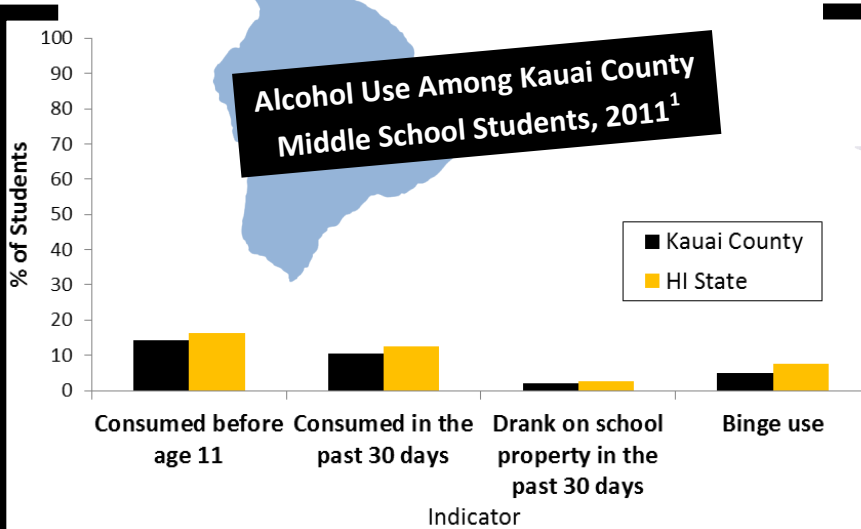 Alcohol Use Among Kauai County
Middle School Students, 2011¹
% of Students
100
90
80
70
60
50
40
30
20
10
0
Kauai County
HI State
Consumed before
age 11
Consumed in the
past 30 days
Drank on school
property in the
past 30 days
Binge use
Indicator